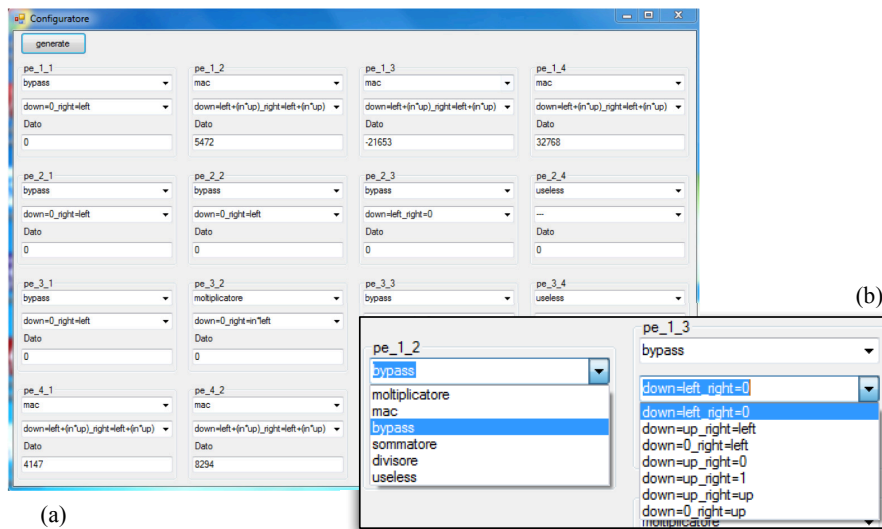 Configuratore
generate
pe_1_1 pe_1_2 pe_1_3 pe_1_4
bypass mac mac mac
down=0_right=left down=left+(in*up)_right=left+(in*up) down=left+(in*up)_right=left+(in*up) down=left+(in*up)_right=left+(in*up)
Dato Dato Dato Dato
0 5472 -21653 32768
pe_2_1 pe_2_2 pe_2_3 pe_2_4
bypass bypass bypass useless
down=0_right=left down=0_right=left down=left_right=0 ---
Dato Dato Dato Dato
0 0 0 0
pe_3_1 pe_3_2 pe_3_3 pe_3_4
bypass moltiplicatore bypass useless
down=0_right=left down=0_right=in*left
Dato Dato
0 0
pe_4_1 pe_4_2
mac mac
down=left+(in*up)_right=left+(in*up) down=left+(in*up)_right=left+(in*up)
Dato Dato
4147 8294
(a)
(b)
pe_1_2
bypass
moltiplicatore
mac
bypass
sommatore
divisore
useless
pe_1_3
bypass
down=left_right=0
down=left_right=0
down=up_right=left
down=0_right=left
down=up_right=0
down=up_right=1
down=up_right=up
down=0_right=up
moltiplicatore